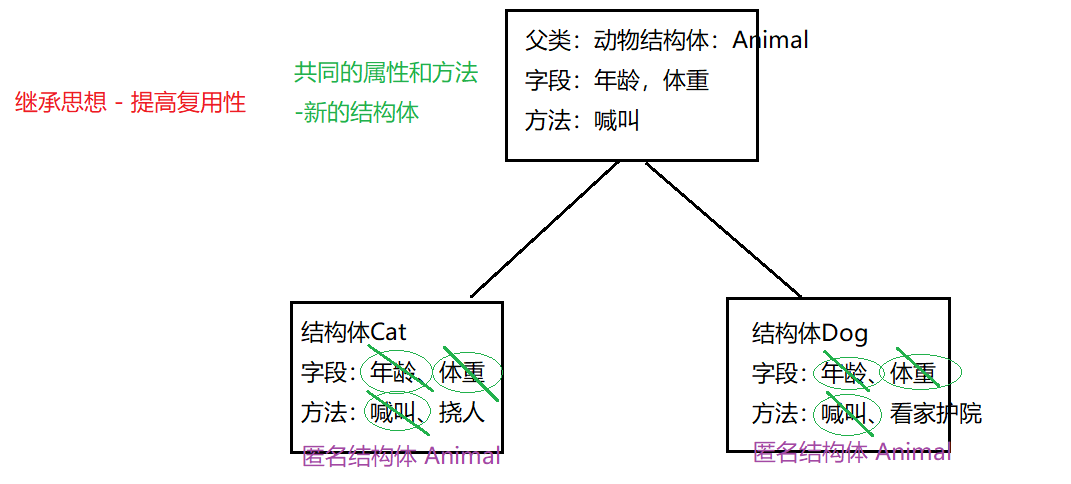 父类：动物结构体：Animal
字段：年龄，体重
方法：喊叫
共同的属性和方法
-新的结构体
继承思想 - 提高复用性
结构体Cat
字段：年龄、体重
方法：喊叫、挠人
匿名结构体 Animal
结构体Dog
字段：年龄、体重
方法：喊叫、看家护院
匿名结构体 Animal